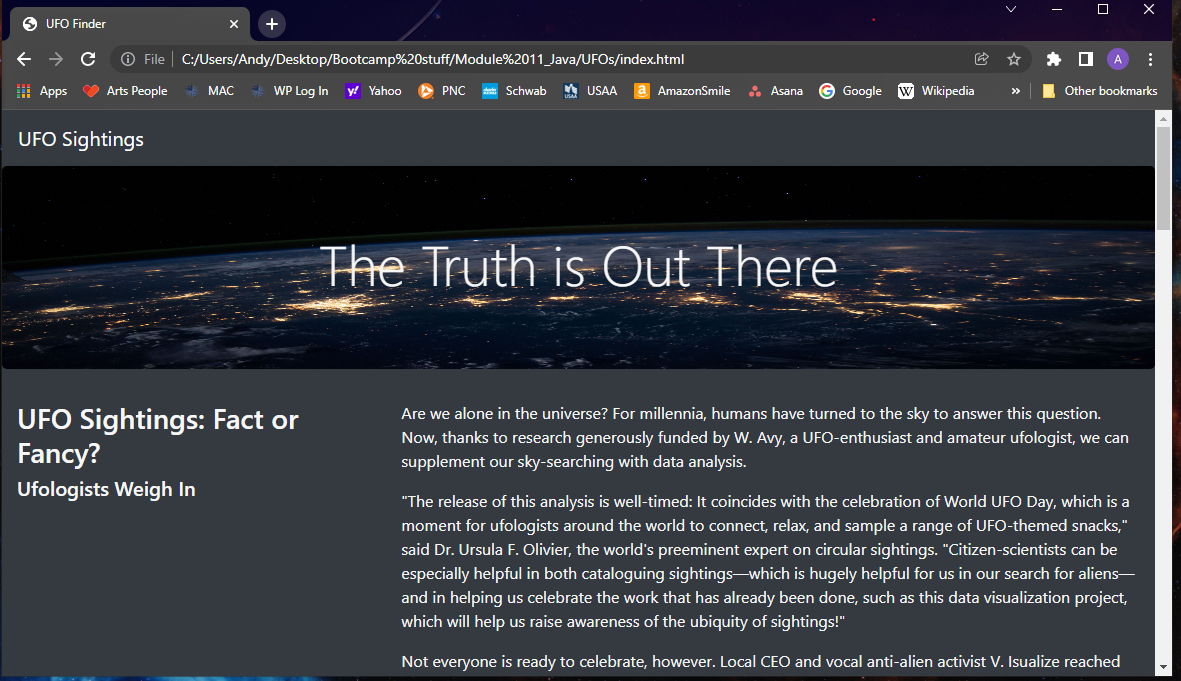 UFO Finder
File
C:/Users/Andy/Desktop/Bootcamp%20stuff/Module%2011_Java/UFOs/index.html
A
Apps Arts People MAC WP Log In Yahoo PNC Schwab USAA AmazonSmile Asana Google Wikipedia » Other bookmarks
UFO Sightings
The Truth is Out There
UFO Sightings: Fact or
Fancy?
Ufologists Weigh In
Are we alone in the universe? For millennia, humans have turned to the sky to answer this question.
Now, thanks to research generously funded by W. Avy, a UFO-enthusiast and amateur ufologist, we can
supplement our sky-searching with data analysis.
"The release of this analysis is well-timed: It coincides with the celebration of World UFO Day, which is a
moment for ufologists around the world to connect, relax, and sample a range of UFO-themed snacks,"
said Dr. Ursula F. Olivier, the world's preeminent expert on circular sightings. "Citizen-scientists can be
especially helpful in both cataloguing sightings—which is hugely helpful for us in our search for aliens—
and in helping us celebrate the work that has already been done, such as this data visualization project,
which will help us raise awareness of the ubiquity of sightings!"
Not everyone is ready to celebrate, however. Local CEO and vocal anti-alien activist V. Isualize reached